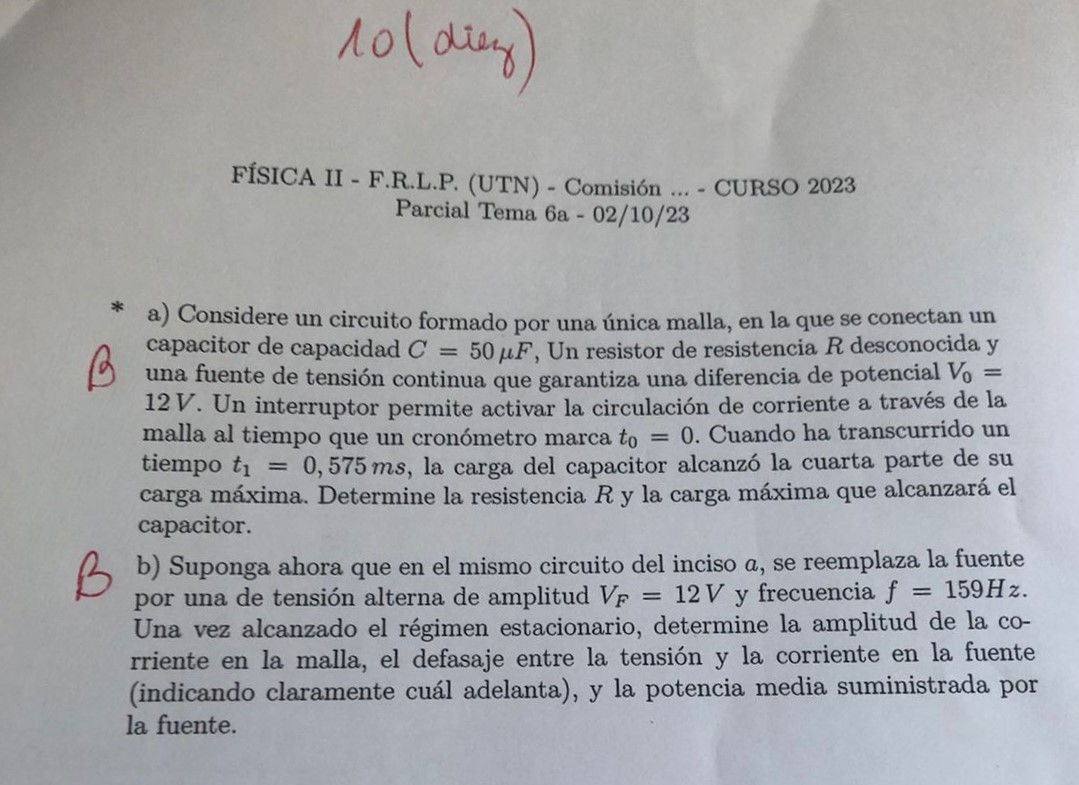 10 (diez)
FÍSICA II - F.R.L.P. (UTN) - Comisión ... - CURSO 2023
Parcial Tema 6a - 02/10/23
* a) Considere un circuito formado por una única malla, en la que se conectan un
capacitor de capacidad C = 50 μF, Un resistor de resistencia R desconocida y
B una fuente de tensión continua que garantiza una diferencia de potencial V₀ =
12 V. Un interruptor permite activar la circulación de corriente a través de la
malla al tiempo que un cronómetro marca t₀ = 0. Cuando ha transcurrido un
tiempo t₁ = 0,575 ms, la carga del capacitor alcanzó la cuarta parte de su
carga máxima. Determine la resistencia R y la carga máxima que alcanzará el
capacitor.
B b) Suponga ahora que en el mismo circuito del inciso a, se reemplaza la fuente
por una de tensión alterna de amplitud V_F = 12 V y frecuencia f = 159Hz.
Una vez alcanzado el régimen estacionario, determine la amplitud de la co-
rriente en la malla, el defasaje entre la tensión y la corriente en la fuente
(indicando claramente cuál adelanta), y la potencia media suministrada por
la fuente.